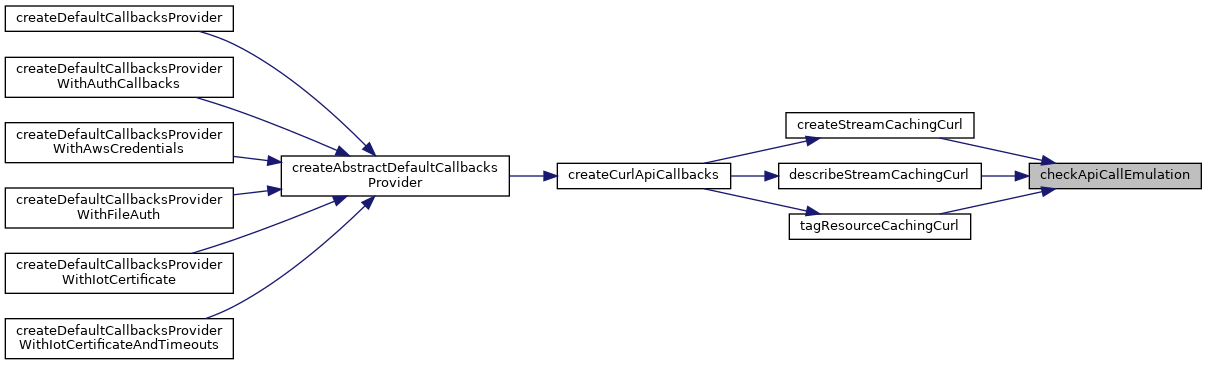 createDefaultCallbacksProvider
createDefaultCallbacksProvider
WithAuthCallbacks
createDefaultCallbacksProvider
WithAwsCredentials
createDefaultCallbacksProvider
WithFileAuth
createDefaultCallbacksProvider
WithIotCertificate
createDefaultCallbacksProvider
WithIotCertificateAndTimeouts
createAbstractDefaultCallbacks
Provider
createCurlApiCallbacks
createStreamCachingCurl
describeStreamCachingCurl
tagResourceCachingCurl
checkApiCallEmulation